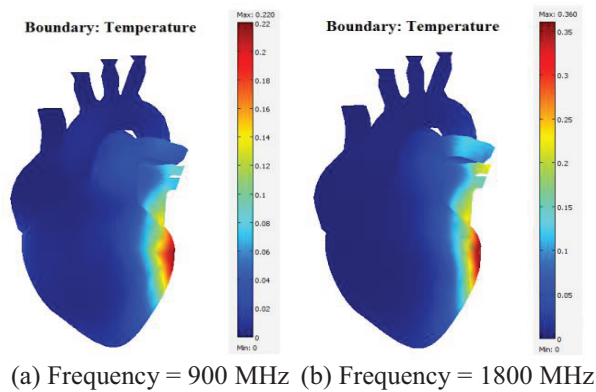 Boundary: Temperature
Max: 0.220
0.22
0.2
0.18
0.16
0.14
0.12
0.1
0.08
0.06
0.04
0.02
0
Min: 0
Boundary: Temperature
Max: 0.360
0.35
0.3
0.25
0.2
0.15
0.1
0.05
0
Min: 0
(a) Frequency = 900 MHz (b) Frequency = 1800 MHz